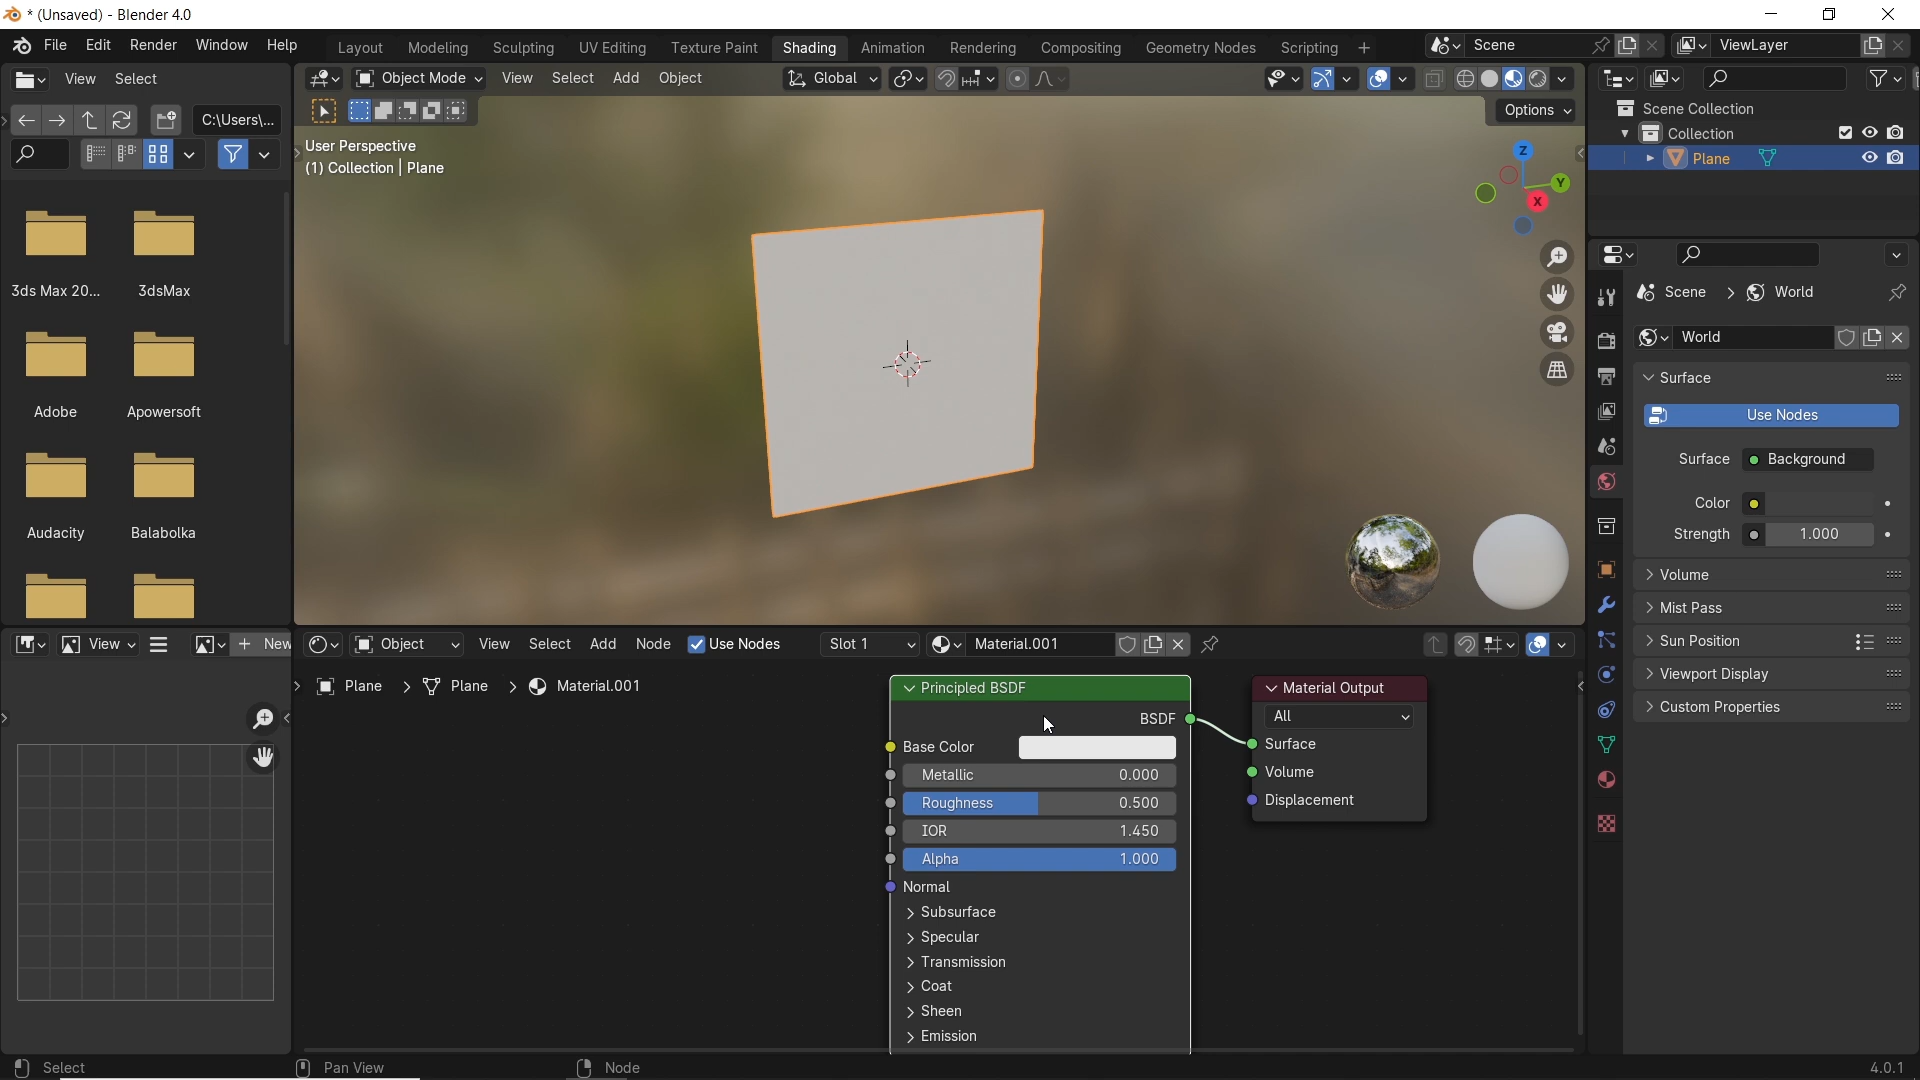 * (Unsaved) - Blender 4.0
File Edit Render Window Help
Layout Modeling Sculpting UV Editing Texture Paint Shading Animation Rendering Compositing Geometry Nodes Scripting +
Scene
ViewLayer
View Select
C:\Users\...
3ds Max 20...
3dsMax
Adobe
Apowersoft
Audacity
Balabolka
Object Mode View Select Add Object
Global
Options
User Perspective
(1) Collection | Plane
Z
Y
X
Scene Collection
Collection
Plane
Scene > World
World
Surface
Use Nodes
Surface Background
Color
Strength 1.000
Volume
Mist Pass
Sun Position
Viewport Display
Custom Properties
View
+ New
Object View Select Add Node Use Nodes Slot 1 Material.001
Plane > Plane > Material.001
Principled BSDF
BSDF
Base Color
Metallic 0.000
Roughness 0.500
IOR 1.450
Alpha 1.000
Normal
Subsurface
Specular
Transmission
Coat
Sheen
Emission
Material Output
All
Surface
Volume
Displacement
Select
Pan View
Node
4.0.1